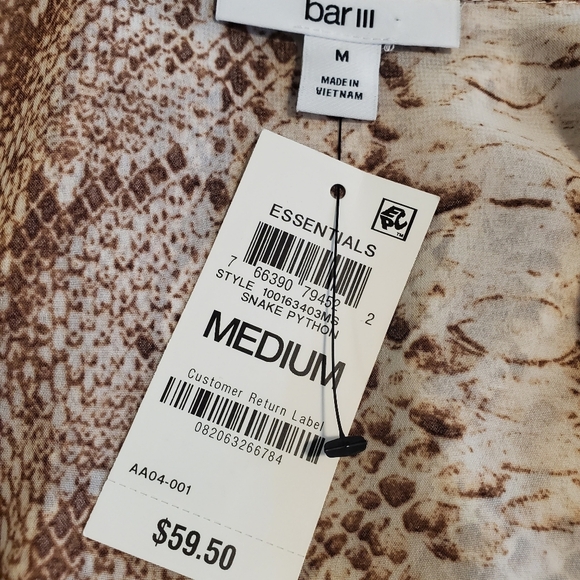 bar III
M
MADE IN
VIETNAM
ESSENTIALS
7 66390 79452 2
STYLE 100163403MS
SNAKE PYTHON
MEDIUM
Customer Return Label
082063266784
AA04-001
$59.50